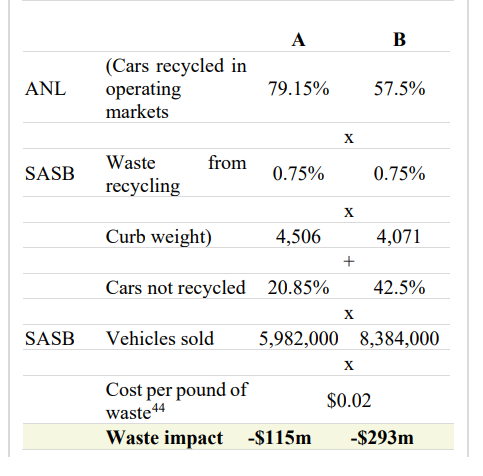 A B
(Cars recycled in
ANL operating 79.15% 57.5%
markets
x
Waste from
SASB 0.75% 0.75%
recycling
x
Curb weight) 4,506 4,071
+
Cars not recycled 20.85% 42.5%
x
SASB Vehicles sold 5,982,000 8,384,000
x
Cost per pound of
$0.02
waste44
Waste impact -$115m -$293m